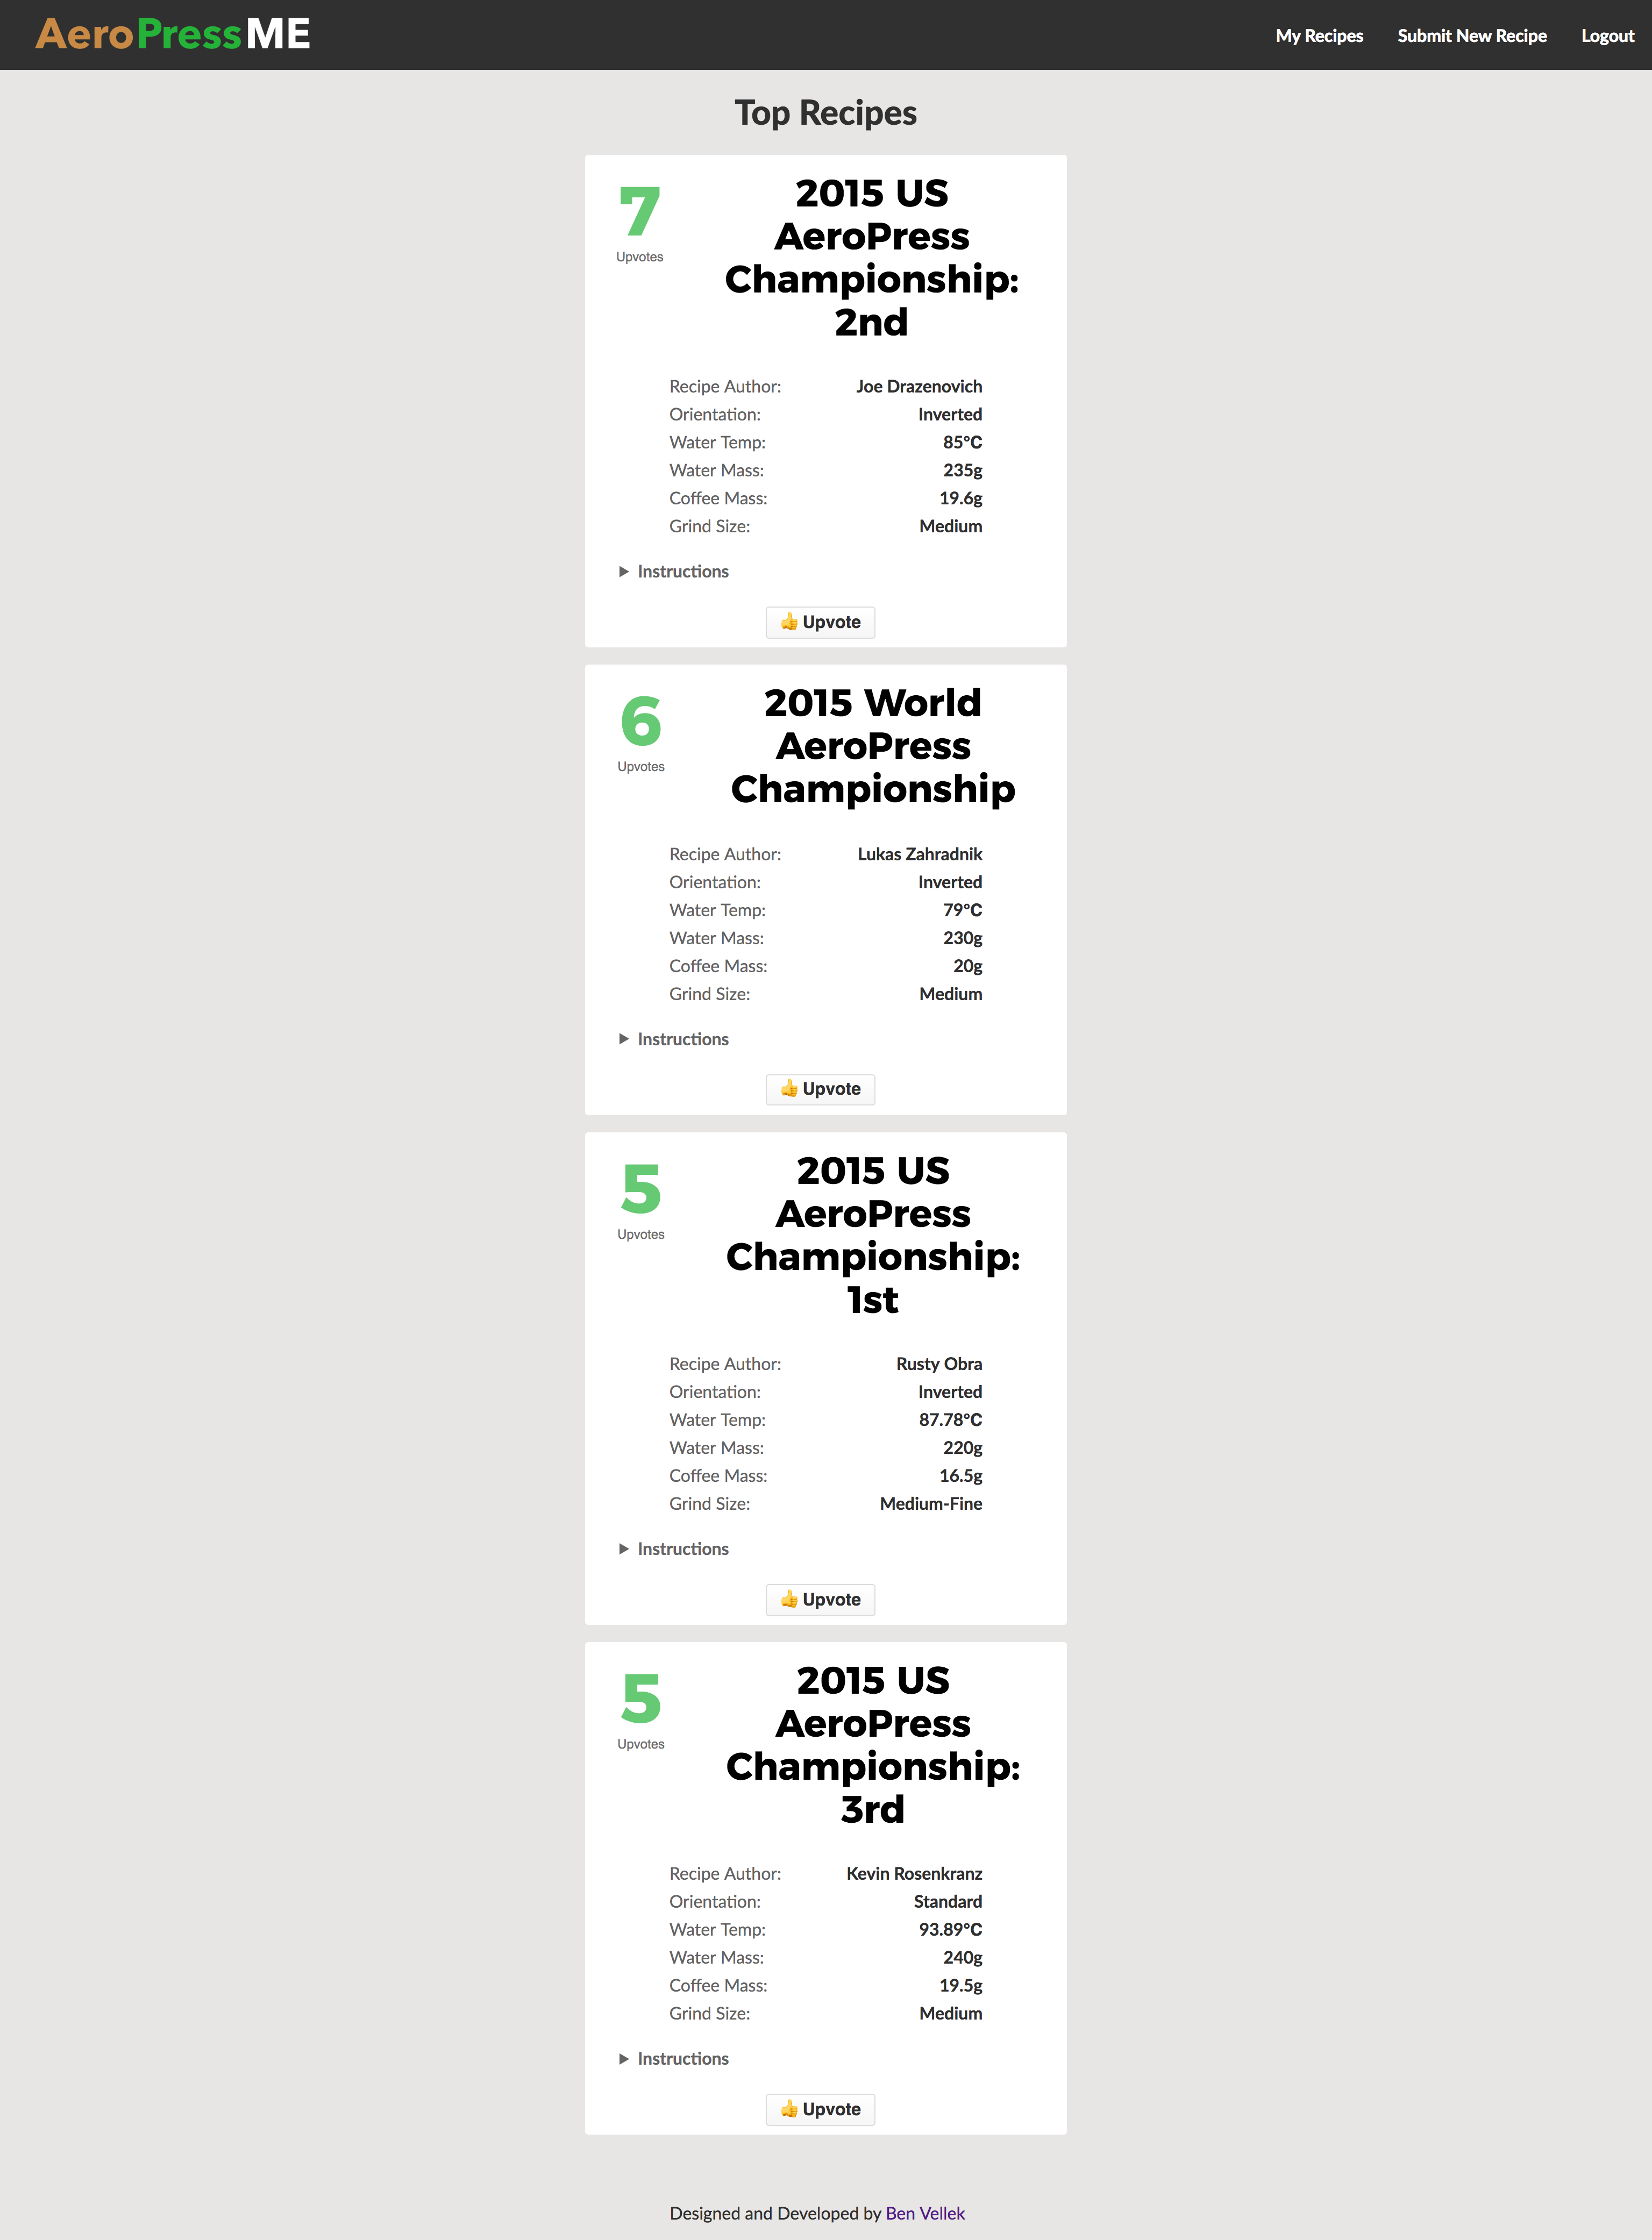 AeroPressME
My Recipes Submit New Recipe Logout
Top Recipes
7
Upvotes
2015 US
AeroPress
Championship:
2nd
Recipe Author: Joe Drazenovich
Orientation: Inverted
Water Temp: 85°C
Water Mass: 235g
Coffee Mass: 19.6g
Grind Size: Medium
▶ Instructions
👍 Upvote
6
Upvotes
2015 World
AeroPress
Championship
Recipe Author: Lukas Zahradnik
Orientation: Inverted
Water Temp: 79°C
Water Mass: 230g
Coffee Mass: 20g
Grind Size: Medium
▶ Instructions
👍 Upvote
5
Upvotes
2015 US
AeroPress
Championship:
1st
Recipe Author: Rusty Obra
Orientation: Inverted
Water Temp: 87.78°C
Water Mass: 220g
Coffee Mass: 16.5g
Grind Size: Medium-Fine
▶ Instructions
👍 Upvote
5
Upvotes
2015 US
AeroPress
Championship:
3rd
Recipe Author: Kevin Rosenkranz
Orientation: Standard
Water Temp: 93.89°C
Water Mass: 240g
Coffee Mass: 19.5g
Grind Size: Medium
▶ Instructions
👍 Upvote
Designed and Developed by Ben Vellek